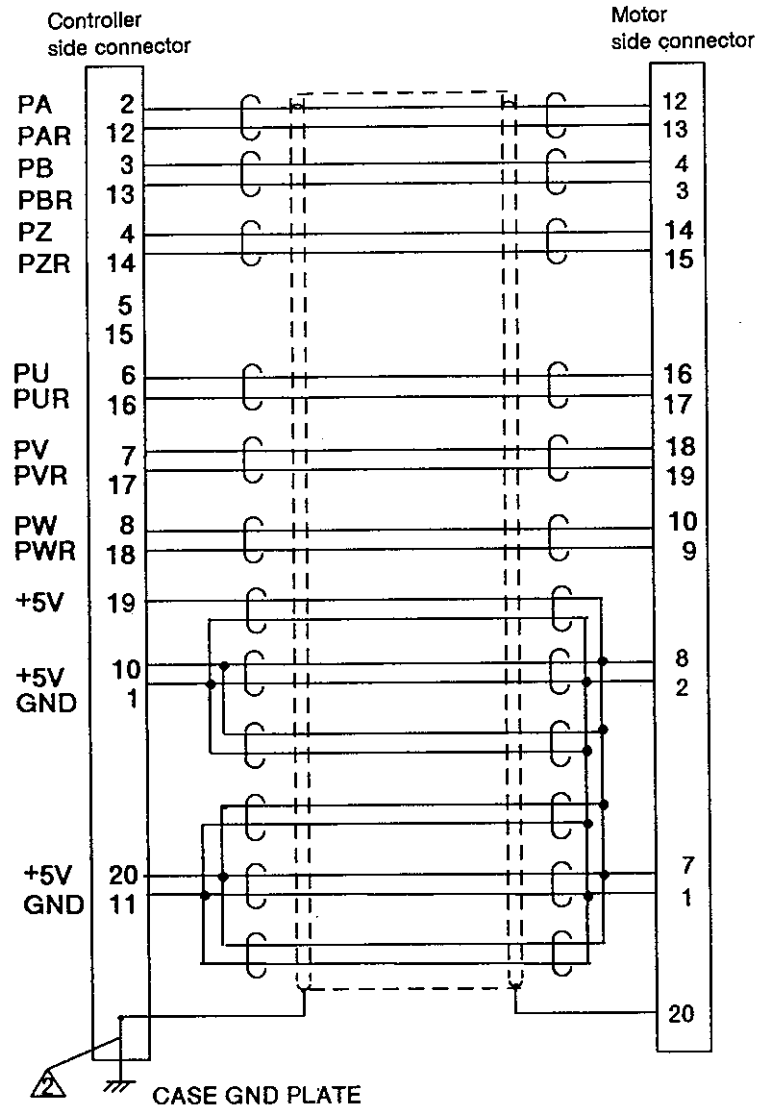 Controller
side connector
Motor
side connector
PA 2 12
PAR 12 13
PB 3 4
PBR 13 3
PZ 4 14
PZR 14 15
5
15
PU 6 16
PUR 16 17
PV 7 18
PVR 17 19
PW 8 10
PWR 18 9
+5V 19
+5V 10 8
GND 1 2
+5V 20 7
GND 11 1
20
2 CASE GND PLATE